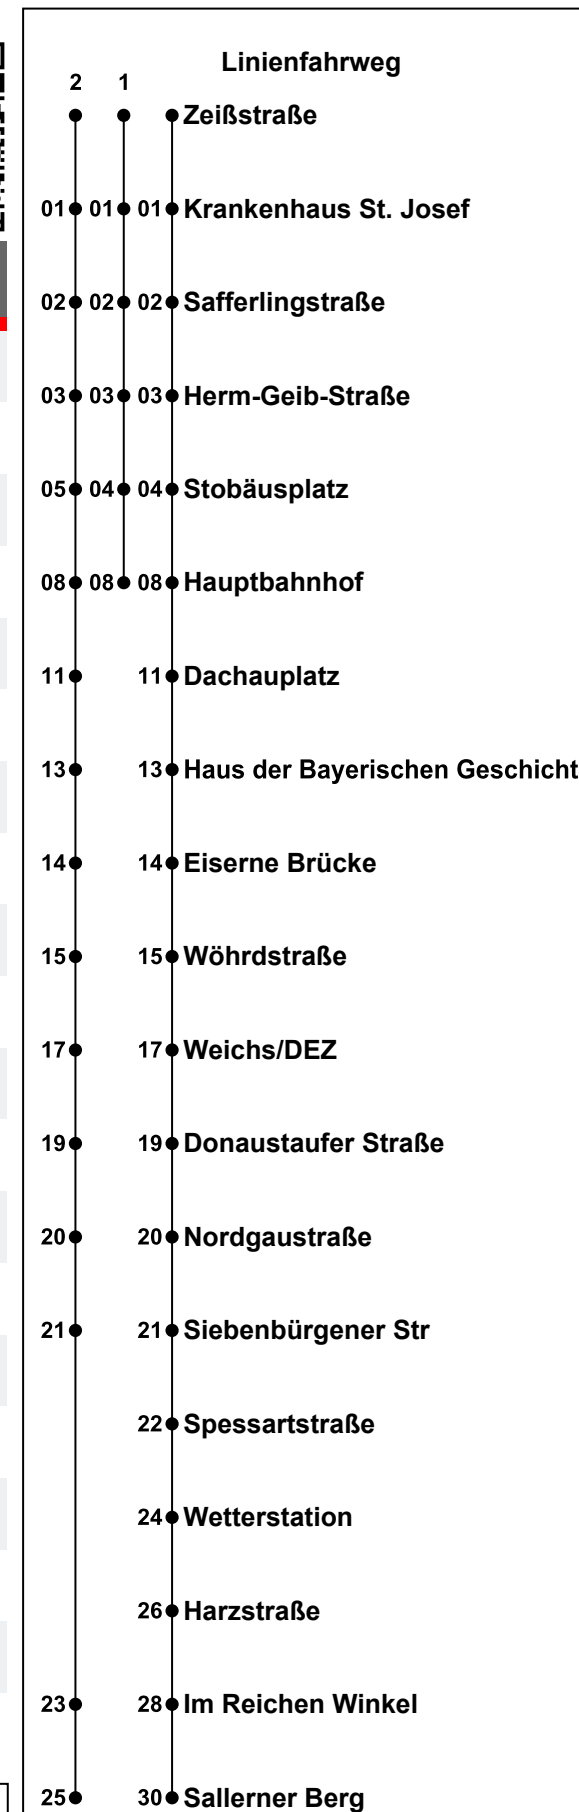 Linienfahrweg
2 1
Zeißstraße
01 01 01 Krankenhaus St. Josef
02 02 02 Safferlingstraße
03 03 03 Herm-Geib-Straße
05 04 04 Stobäusplatz
08 08 08 Hauptbahnhof
11 11 Dachauplatz
13 13 Haus der Bayerischen Geschicht
14 14 Eiserne Brücke
15 15 Wöhrdstraße
17 17 Weichs/DEZ
19 19 Donaustaufer Straße
20 20 Nordgaustraße
21 21 Siebenbürgener Str
22 Spessartstraße
24 Wetterstation
26 Harzstraße
23 28 Im Reichen Winkel
25 30 Sallerner Berg